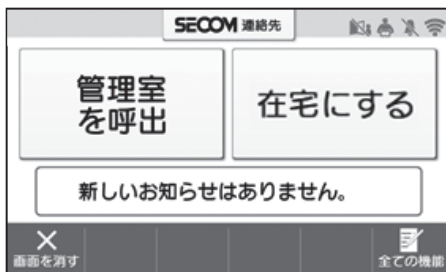 SECOM 連絡先
管理室
を呼出
在宅にする
新しいお知らせはありません。
画面を消す
全ての機能